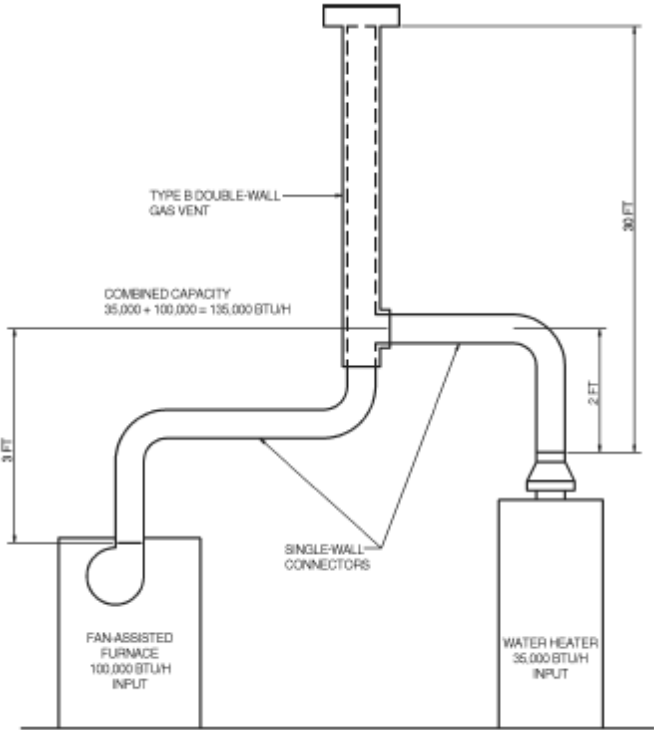 TYPE B DOUBLE-WALL
GAS VENT
30 FT
COMBINED CAPACITY
35,000 + 100,000 = 135,000 BTU/H
2 FT
3 FT
SINGLE-WALL
CONNECTORS
FAN-ASSISTED
FURNACE
100,000 BTU/H
INPUT
WATER HEATER
35,000 BTU/H
INPUT